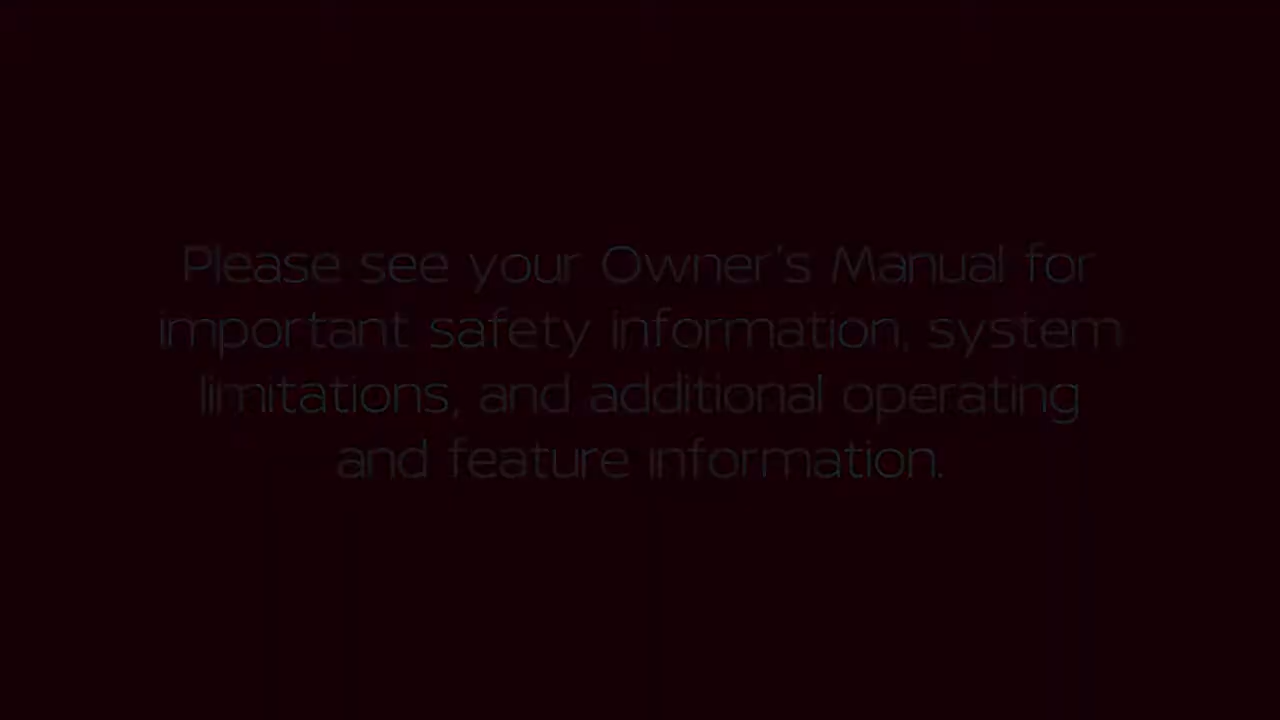 Please see your Owner's Manual for
important safety information, system
limitations, and additional operating
and feature information.